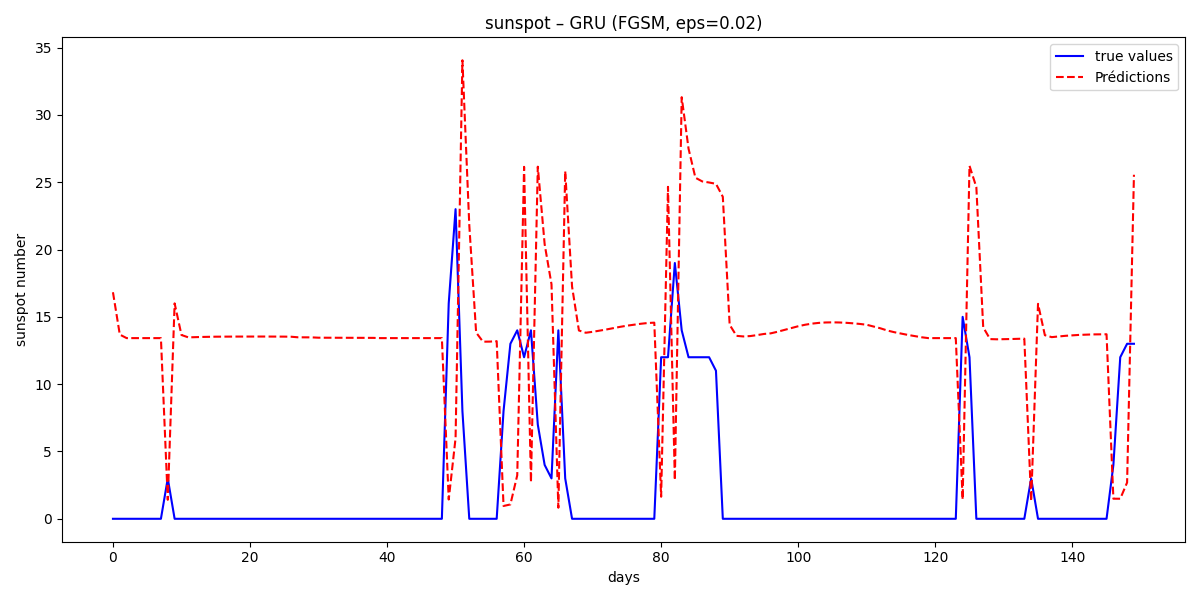 sunspot – GRU (FGSM, eps=0.02)
true values
Prédictions
sunspot number
35
30
25
20
15
10
5
0
0 20 40 60 80 100 120 140
days